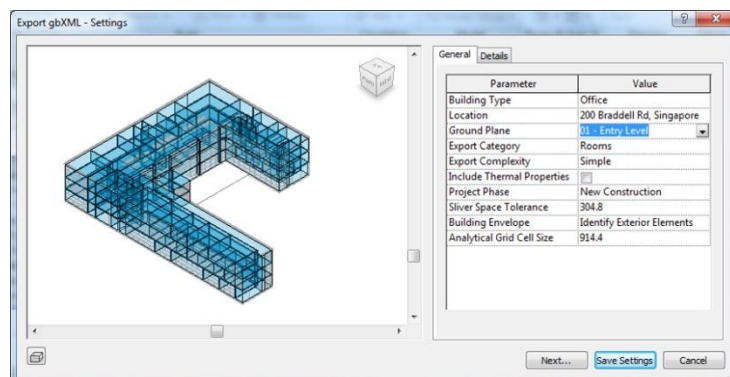 Export gbXML - Settings
General Details
Parameter Value
Building Type Office
Location 200 Braddell Rd, Singapore
Ground Plane 01 - Entry Level
Export Category Rooms
Export Complexity Simple
Include Thermal Properties
Project Phase New Construction
Sliver Space Tolerance 304.8
Building Envelope Identify Exterior Elements
Analytical Grid Cell Size 914.4
Next... Save Settings Cancel